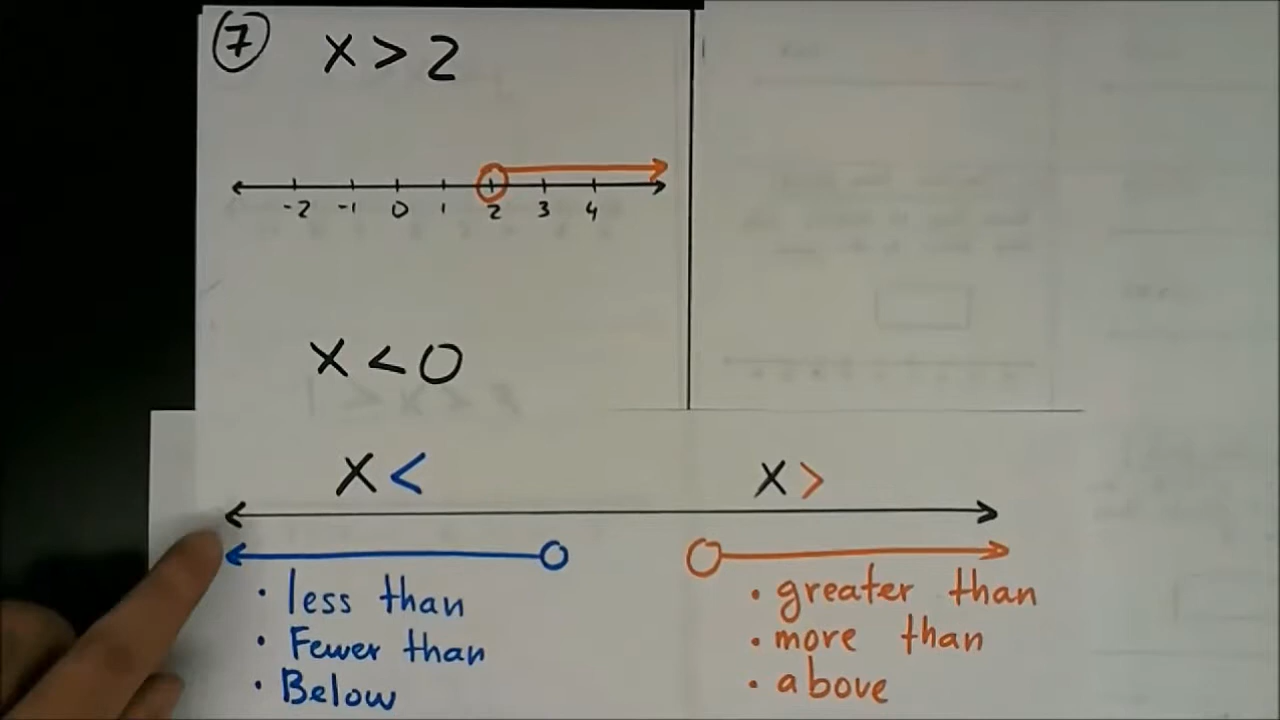 7 x > 2
-2 -1 0 1 2 3 4
x < 0
x <
x >
• less than
• Fewer than
• Below
• greater than
• more than
• above